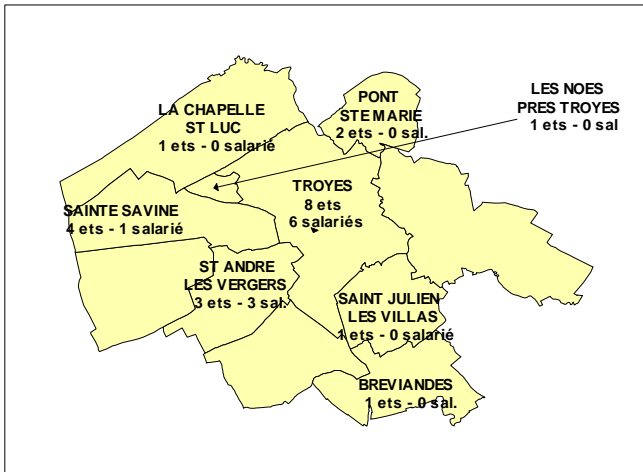 LA CHAPELLE
ST LUC
1 ets - 0 salarié
PONT
STE MARIE
2 ets - 0 sal.
LES NOES
PRES TROYES
1 ets - 0 sal
TROYES
8 ets
6 salariés
SAINTE SAVINE
4 ets - 1 salarié
ST ANDRE
LES VERGERS
3 ets - 3 sal.
SAINT JULIEN
LES VILLAS
1 ets - 0 salarié
BREVIANDES
1 ets - 0 sal.